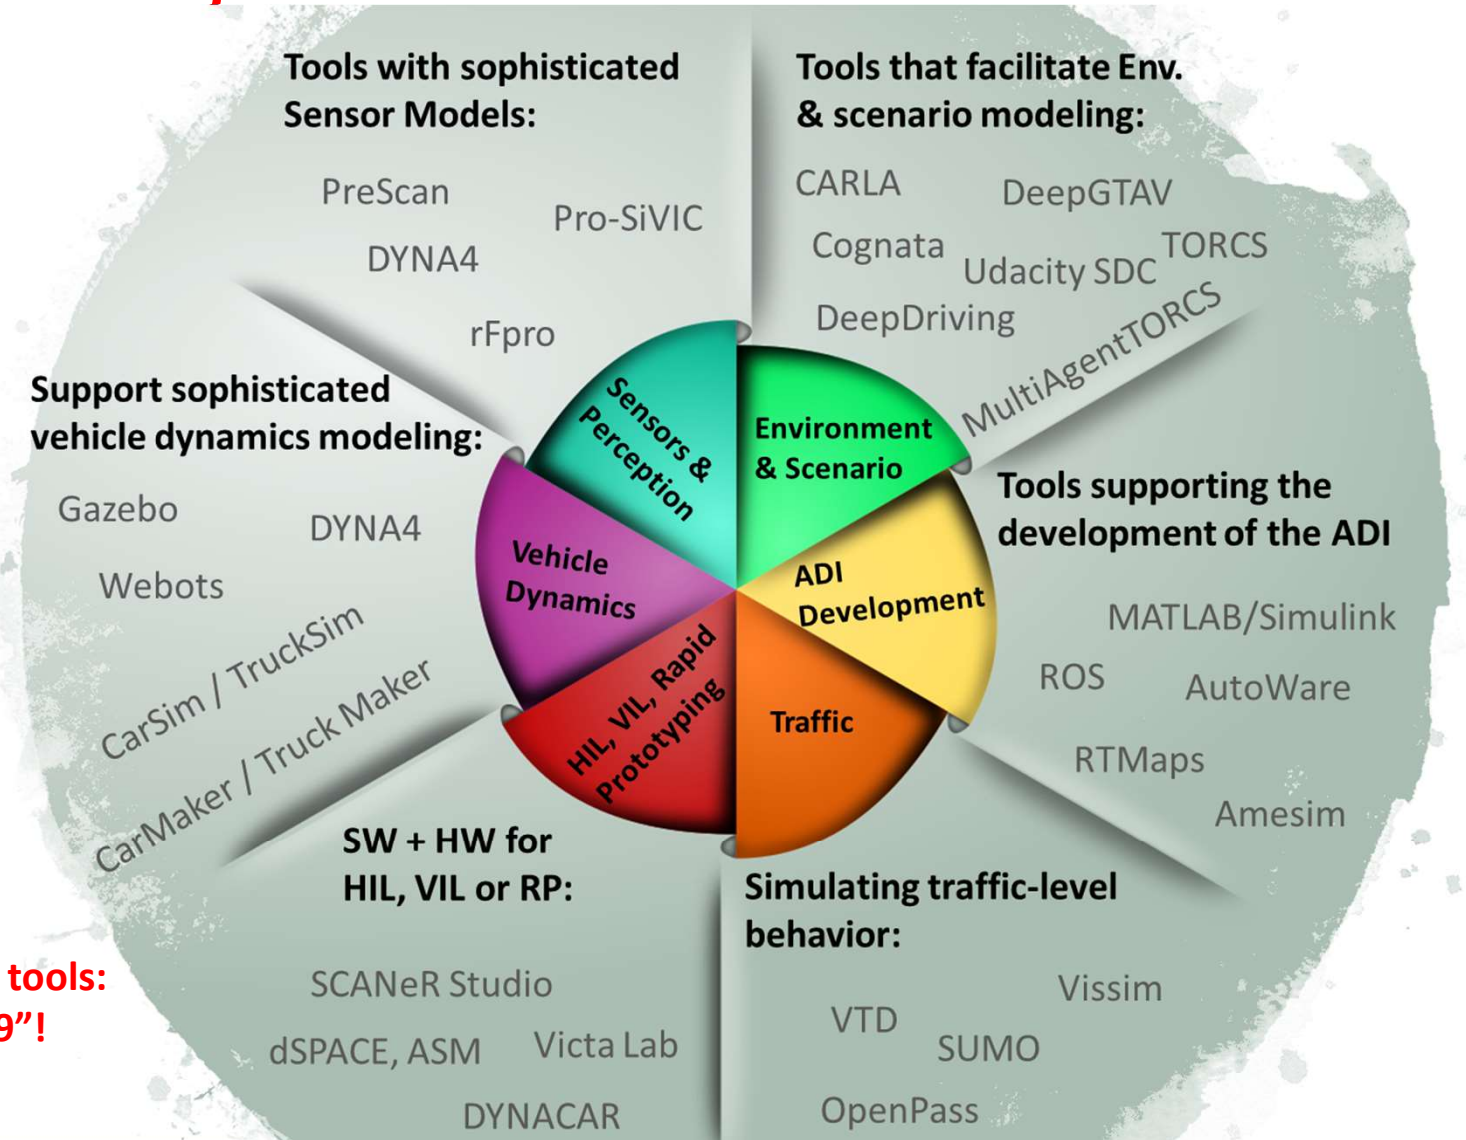 Tools with sophisticated
Sensor Models:
PreScan
Pro-SiVIC
DYNA4
rFpro
Tools that facilitate Env.
& scenario modeling:
CARLA
DeepGTAV
Cognata
TORCS
Udacity SDC
DeepDriving
MultiAgentTORCS
Support sophisticated
vehicle dynamics modeling:
Gazebo
DYNA4
Webots
CarSim / TruckSim
CarMaker / Truck Maker
Sensors &
Perception
Environment
& Scenario
Vehicle
Dynamics
ADI
Development
HIL, VIL, Rapid
Prototyping
Traffic
Tools supporting the
development of the ADI
MATLAB/Simulink
ROS
AutoWare
RTMaps
Amesim
SW + HW for
HIL, VIL or RP:
SCANeR Studio
dSPACE, ASM
Victa Lab
DYNACAR
Simulating traffic-level
behavior:
Vissim
VTD
SUMO
OpenPass
tools:
9”!